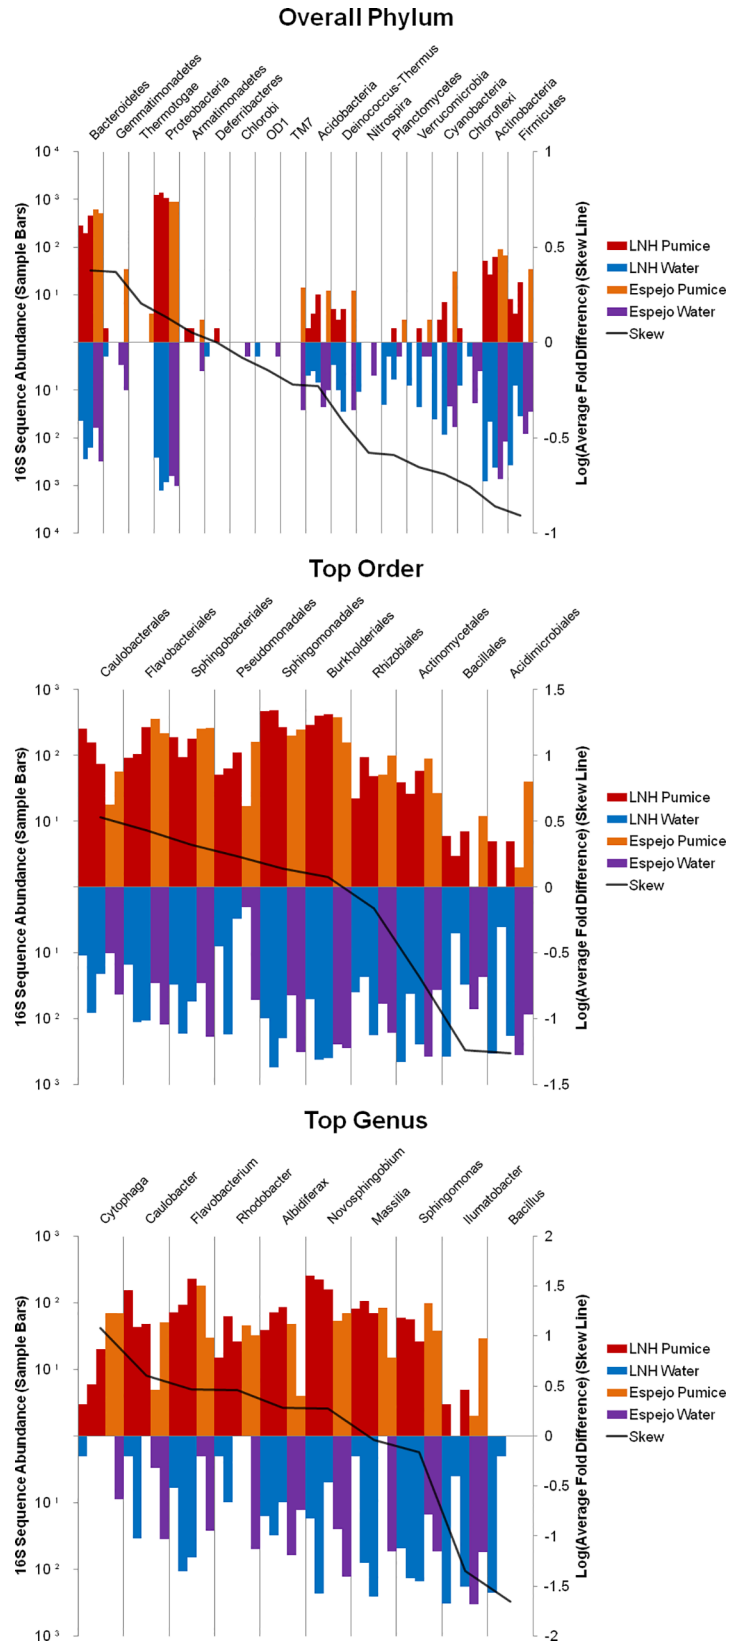 Overall Phylum
Bacteroidetes
Gemmatimonadetes
Thermotogae
Proteobacteria
Armatimonadetes
Deferribacteres
Chlorobi
OD1
TM7
Acidobacteria
Deinococcus-Thermus
Nitrospira
Planctomycetes
Verrucomicrobia
Cyanobacteria
Chloroflexi
Actinobacteria
Firmicutes
16S Sequence Abundance (Sample Bars)
10⁻⁴
10⁻³
10⁻²
10⁻¹
0
10⁻¹
10⁻²
10⁻³
10⁻⁴
1
0.5
0
-0.5
-1
Log(Average Fold Difference) (Skew Line)
LNH Pumice
LNH Water
Espejo Pumice
Espejo Water
Skew
Top Order
Caulobacterales
Flavobacteriales
Sphingobacteriales
Pseudomonadales
Sphingomonadales
Burkholderiales
Rhizobiales
Actinomycetales
Bacillales
Acidimicrobiales
16S Sequence Abundance (Sample Bars)
10⁻³
10⁻²
10⁻¹
0
10⁻¹
10⁻²
10⁻³
1.5
1
0.5
0
-0.5
-1
-1.5
Log(Average Fold Difference) (Skew Line)
LNH Pumice
LNH Water
Espejo Pumice
Espejo Water
Skew
Top Genus
Cytophaga
Caulobacter
Flavobacterium
Rhodobacter
Albidiferax
Novosphingobium
Massilia
Sphingomonas
Ilumatobacter
Bacillus
16S Sequence Abundance (Sample Bars)
10⁻³
10⁻²
10⁻¹
0
10⁻¹
10⁻²
10⁻³
2
1.5
1
0.5
0
-0.5
-1
-1.5
-2
Log(Average Fold Difference) (Skew Line)
LNH Pumice
LNH Water
Espejo Pumice
Espejo Water
Skew